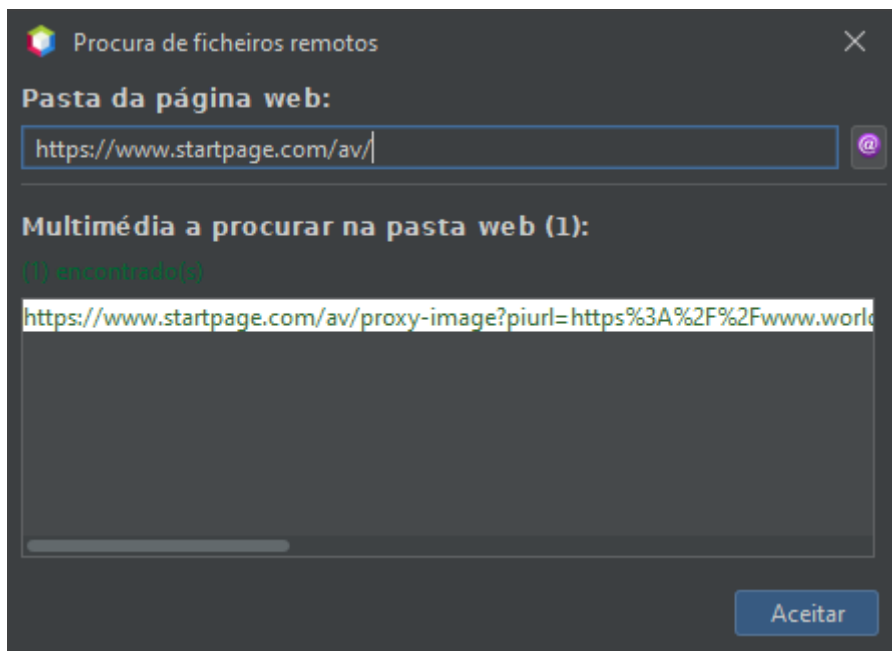 Procura de ficheiros remotos
Pasta da página web:
https://www.startpage.com/av/
@
Multimédia a procurar na pasta web (1):
(1) encontrado(s)
https://www.startpage.com/av/proxy-image?piurl=https%3A%2F%2Fwww.world
Aceitar